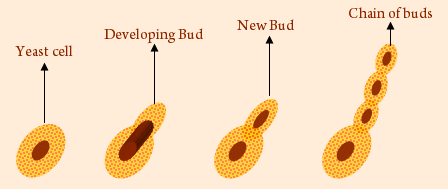 Yeast cell
Developing Bud
New Bud
Chain of buds